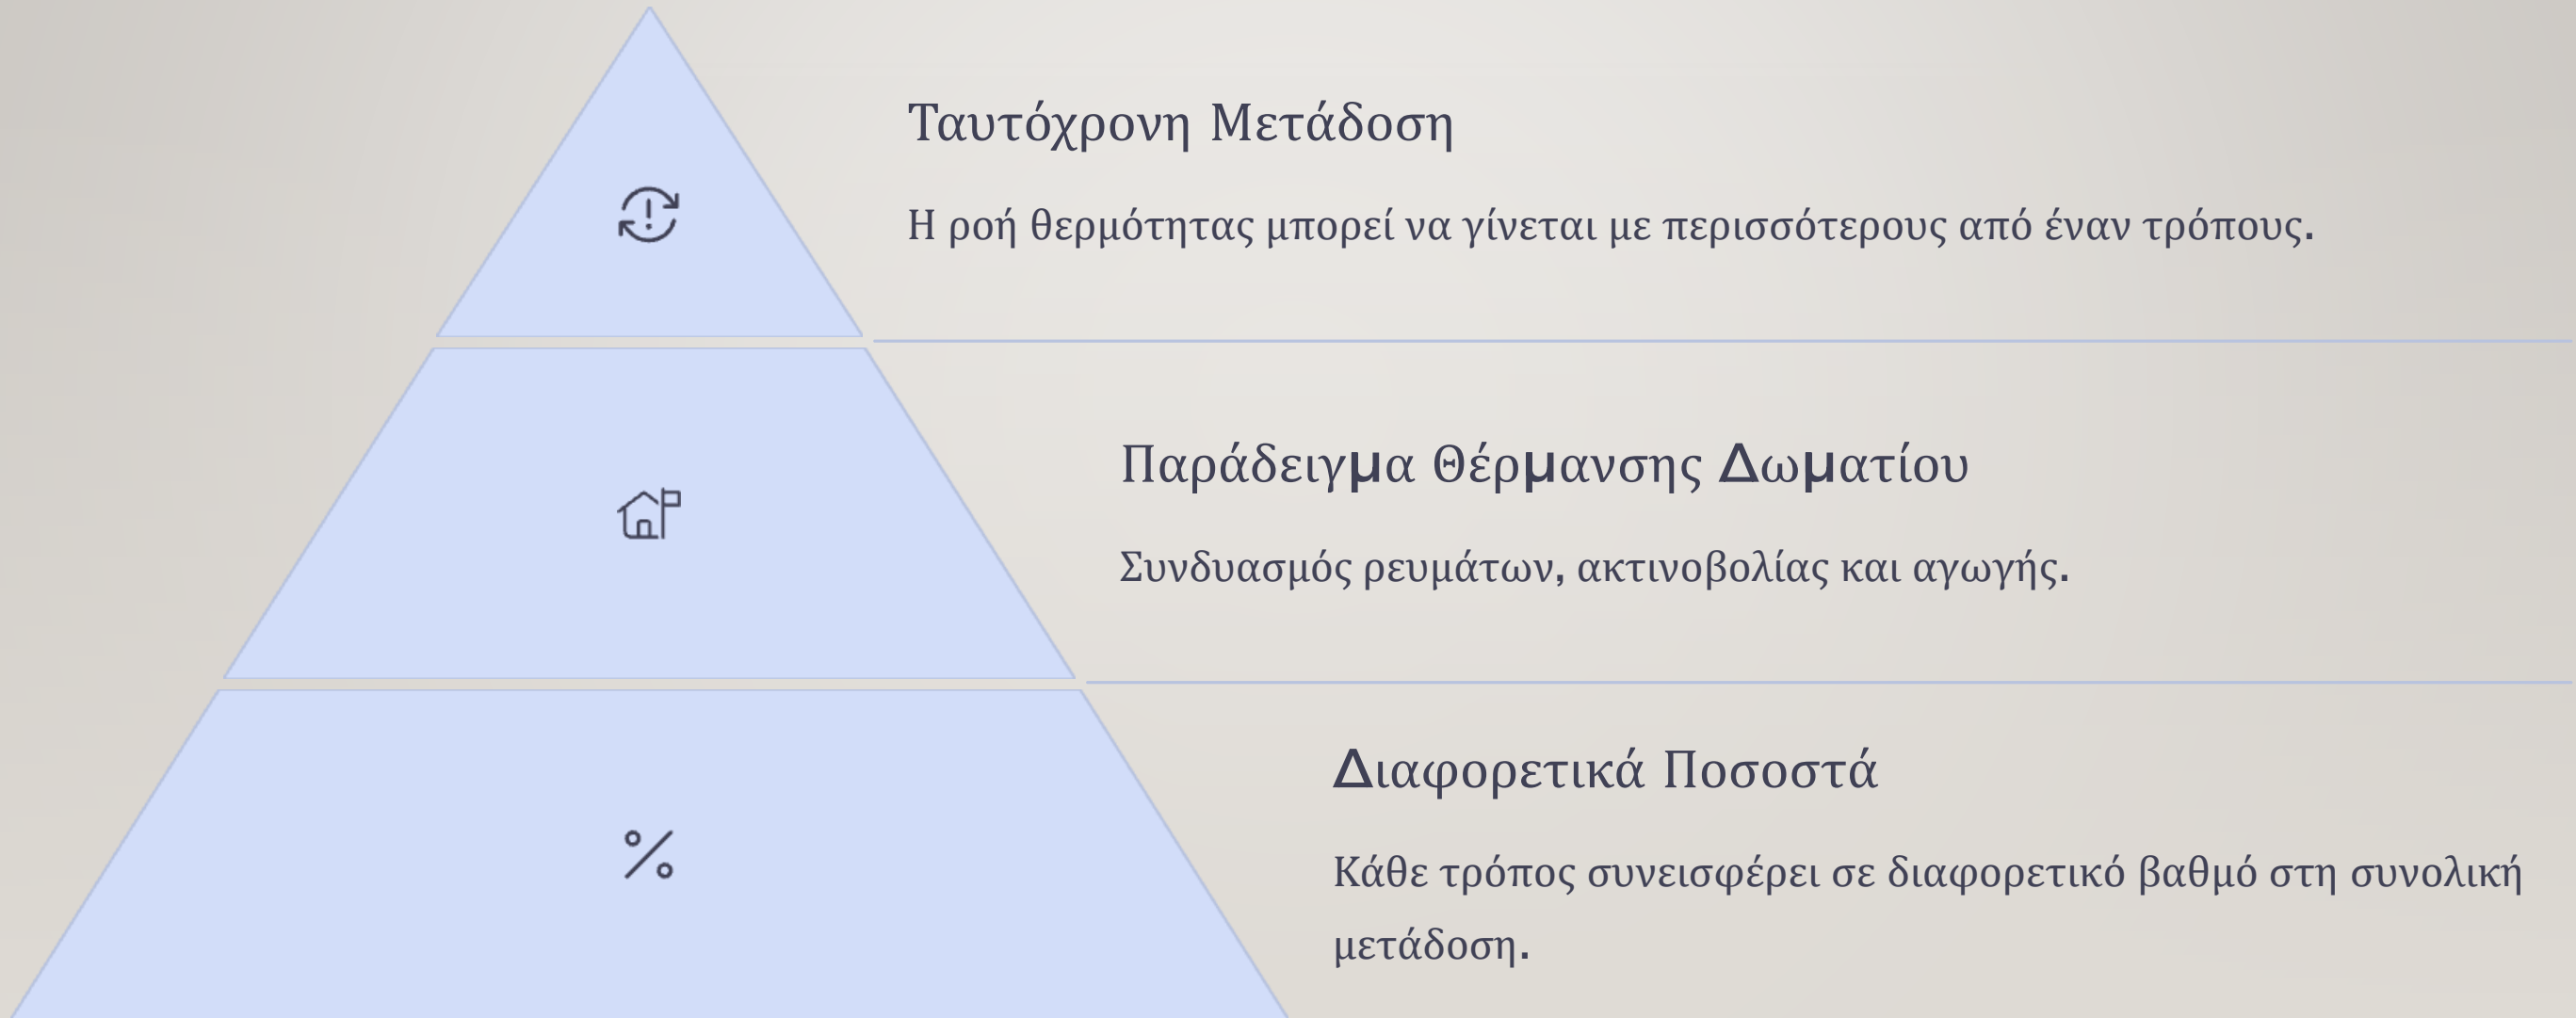 Ταυτόχρονη Μετάδοση
Η ροή θερμότητας μπορεί να γίνεται με περισσότερους από έναν τρόπους.
Παράδειγμα Θέρμανσης Δωματίου
Συνδυασμός ρευμάτων, ακτινοβολίας και αγωγής.
Διαφορετικά Ποσοστά
Κάθε τρόπος συνεισφέρει σε διαφορετικό βαθμό στη συνολική
μετάδοση.